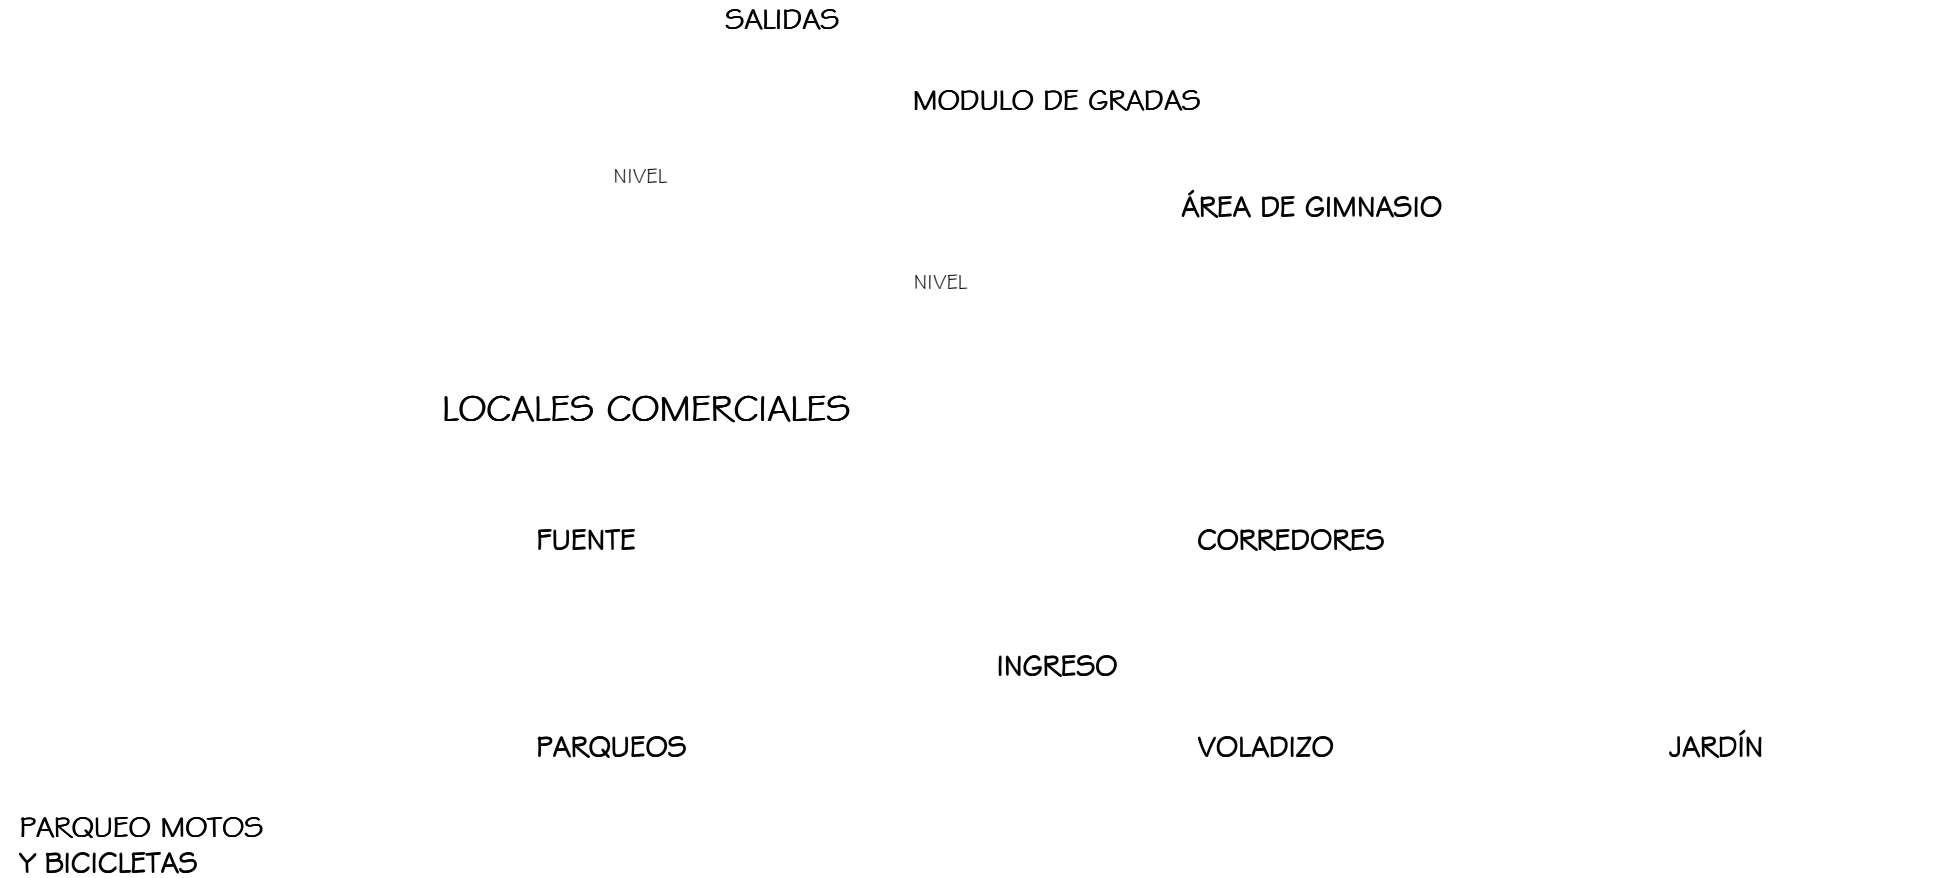 SALIDAS
MODULO DE GRADAS
NIVEL
ÁREA DE GIMNASIO
NIVEL
LOCALES COMERCIALES
FUENTE
CORREDORES
INGRESO
PARQUEOS
VOLADIZO
JARDÍN
PARQUEO MOTOS
Y BICICLETAS